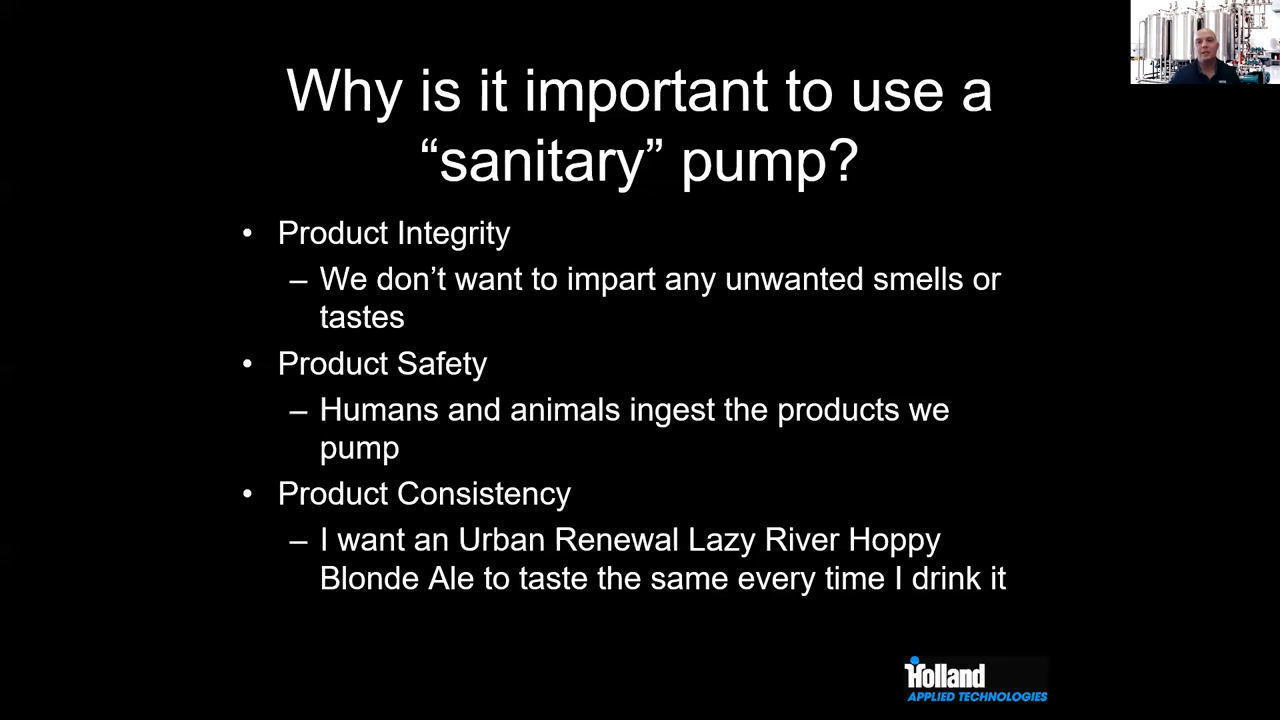 Why is it important to use a
“sanitary” pump?
• Product Integrity
– We don’t want to impart any unwanted smells or
tastes
• Product Safety
– Humans and animals ingest the products we
pump
• Product Consistency
– I want an Urban Renewal Lazy River Hoppy
Blonde Ale to taste the same every time I drink it
Holland
APPLIED TECHNOLOGIES